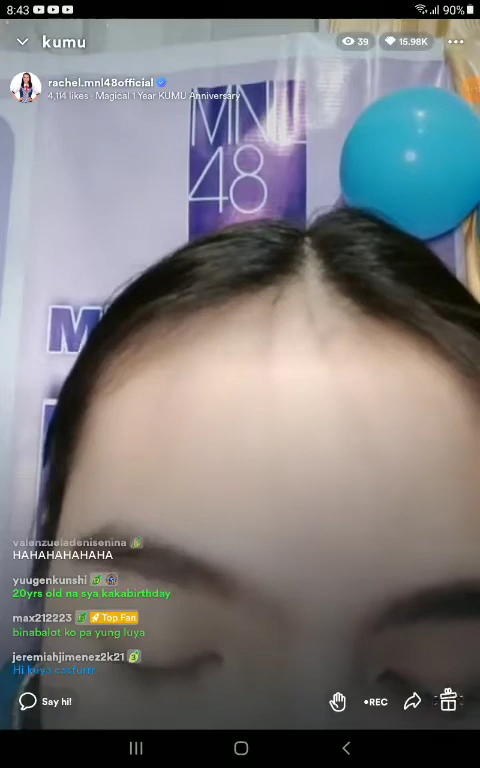 8:43
90%
kumu
39
15.98K
rachel.mnl48official
4,114 likes · Magical 1 Year KUMU Anniversary
MNL
48
M
valenzueladenisenina
HAHAHAHAHAHA
yuugenkunshi
20yrs old na sya kakabirthday
max212223 Top Fan
binabalot ko pa yung luya
jeremiahjimenez2k21
Hi kuya
Say hi!
•REC